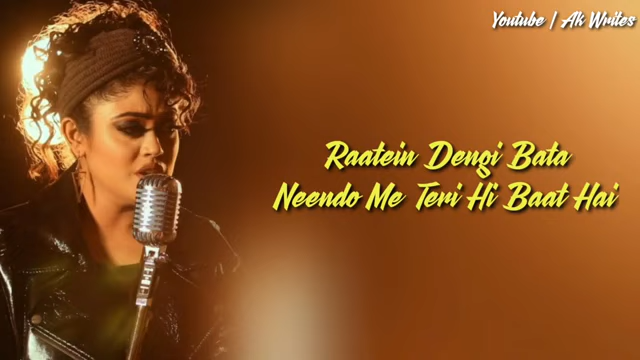 Youtube | Ak Writes
Raatein Dengi Bata
Neendo Me Teri Hi Baat Hai